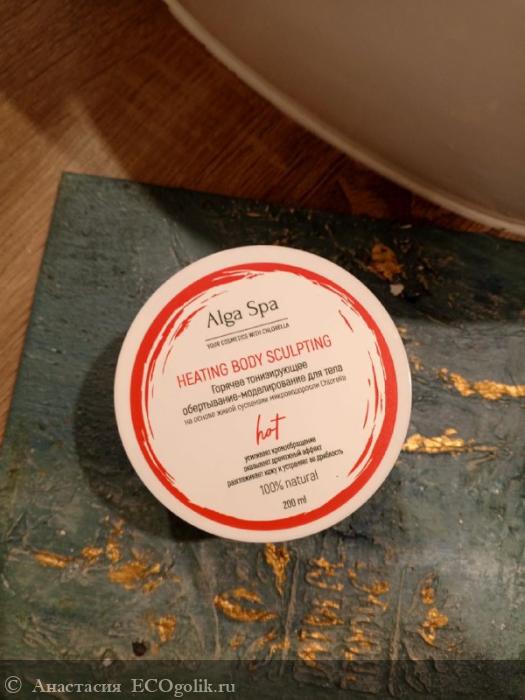 Alga Spa
YOUR COSMETICS WITH CHLORELLA
HEATING BODY SCULPTING
Горячее тонизирующее
обертывание-моделирование для тела
на основе живой суспензии микроводоросли Chlorella
hot
усиливает кровообращение
оказывает дренажный эффект
разглаживает кожу и устраняет ее дряблость
100% natural
200 ml
© Анастасия ECOgolik.ru